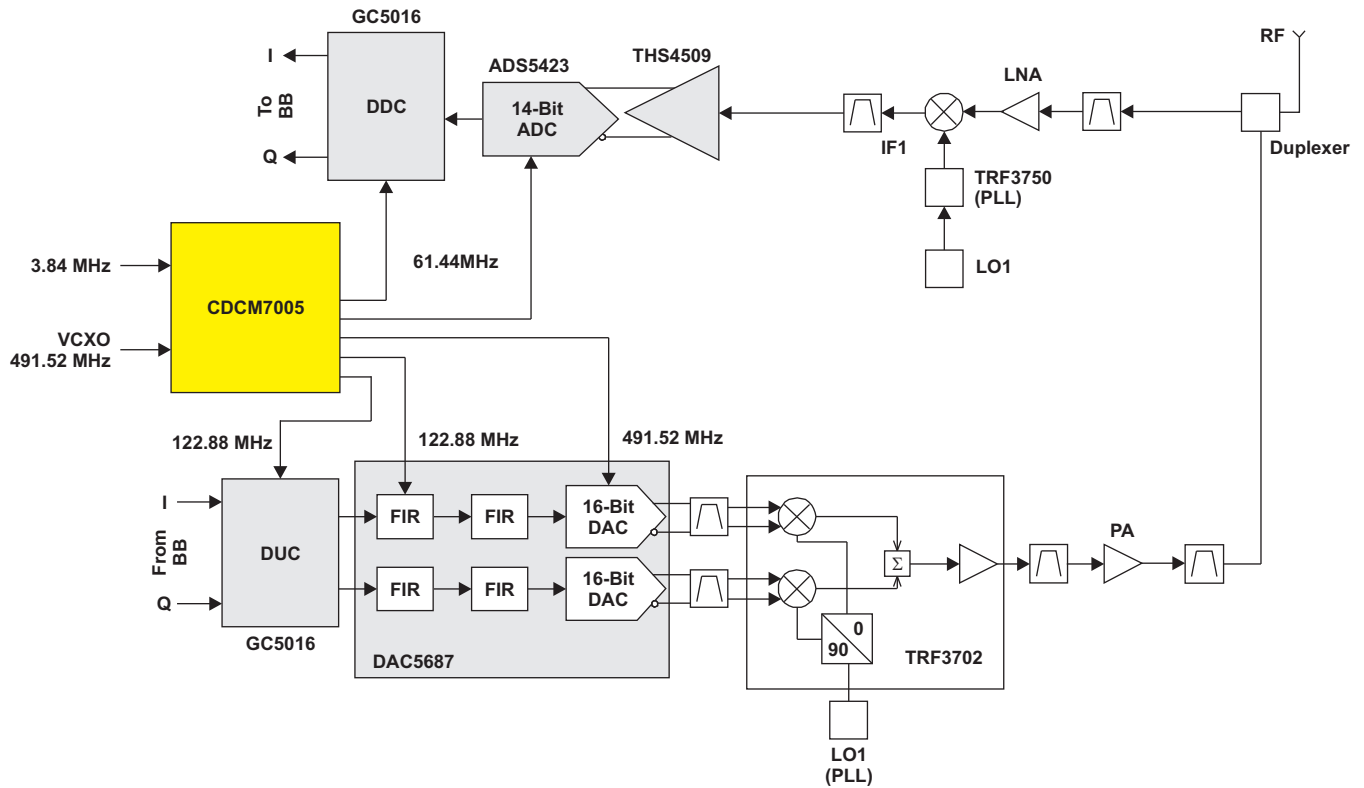 GC5016
I
To
BB
Q
DDC
ADS5423
14-Bit
ADC
THS4509
IF1
LNA
RF
Duplexer
TRF3750
(PLL)
LO1
3.84 MHz
VCXO
491.52 MHz
CDCM7005
61.44MHz
122.88 MHz
122.88 MHz
491.52 MHz
I
From
BB
Q
DUC
GC5016
FIR
FIR
16-Bit
DAC
FIR
FIR
16-Bit
DAC
DAC5687
Σ
0
90
TRF3702
LO1
(PLL)
PA